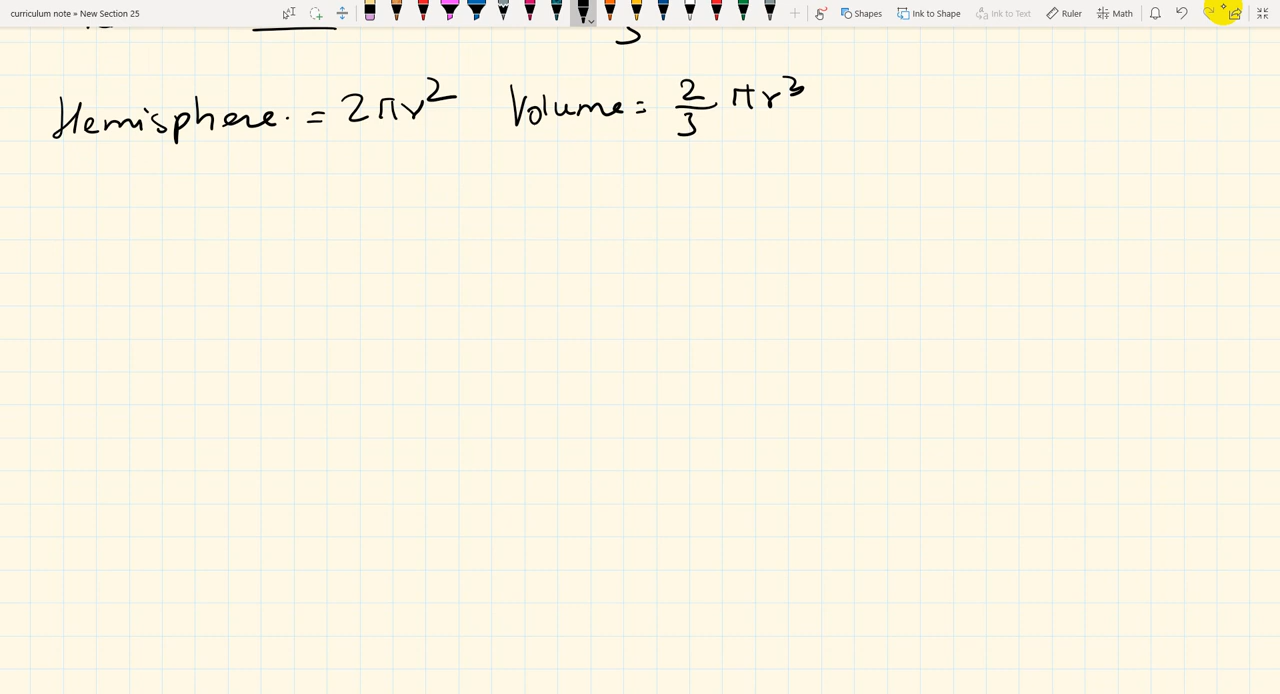 curriculum note » New Section 25
Shapes Ink to Shape Ink to Text Ruler Math
Hemisphere. = 2πr² Volume = 2/3 πr³